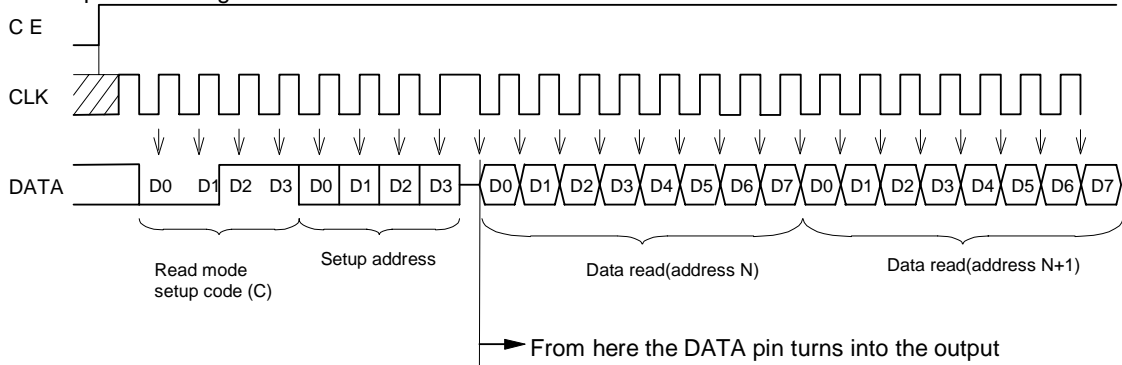 C E
CLK
DATA D0 D1 D2 D3 D0 D1 D2 D3 D0 D1 D2 D3 D4 D5 D6 D7 D0 D1 D2 D3 D4 D5 D6 D7
Read mode
setup code (C)
Setup address
Data read(address N)
Data read(address N+1)
From here the DATA pin turns into the output